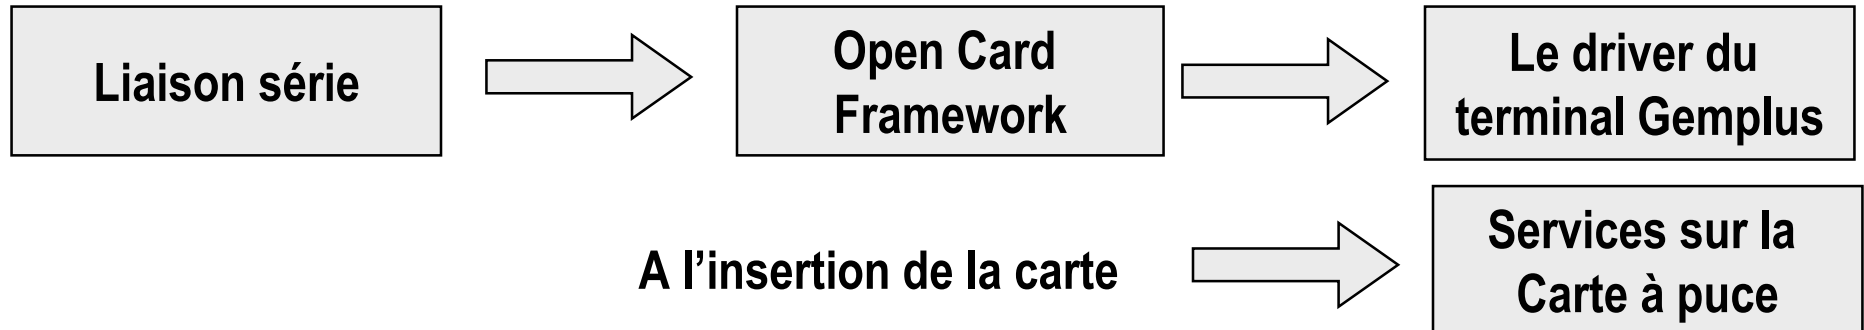 Liaison série
Open Card
Framework
Le driver du
terminal Gemplus
A l’insertion de la carte
Services sur la
Carte à puce